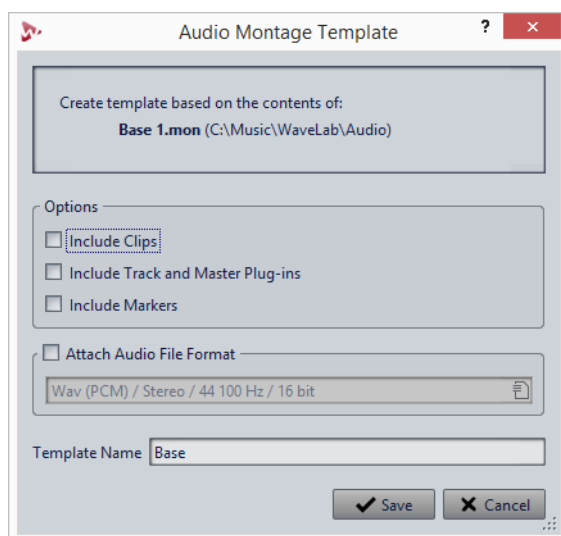 Audio Montage Template
?
Create template based on the contents of:
Base 1.mon (C:\Music\WaveLab\Audio)
Options
Include Clips
Include Track and Master Plug-ins
Include Markers
Attach Audio File Format
Wav (PCM) / Stereo / 44 100 Hz / 16 bit
Template Name Base
Save Cancel